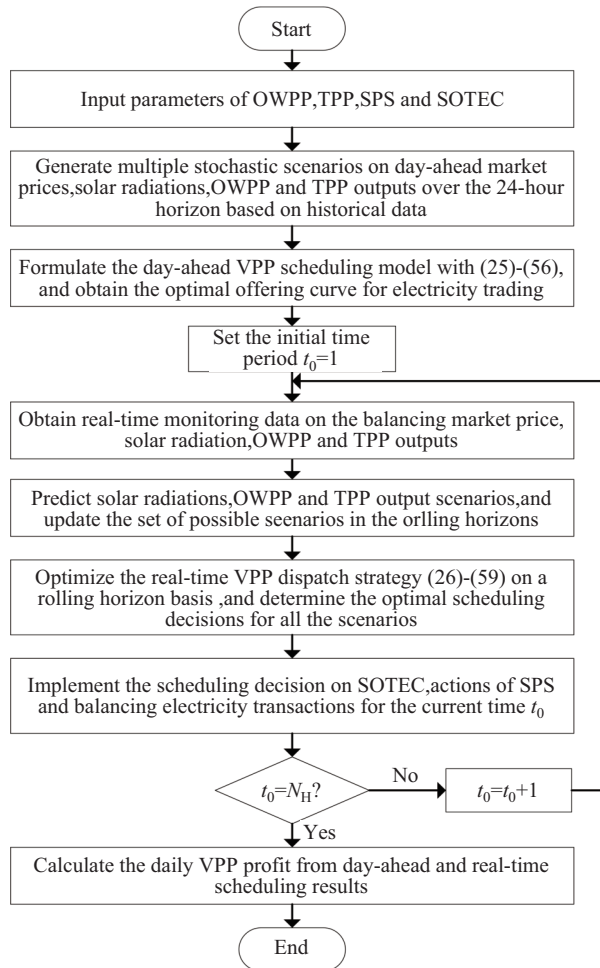 Start
Input parameters of OWPP,TPP,SPS and SOTEC
Generate multiple stochastic scenarios on day-ahead market
prices,solar radiations,OWPP and TPP outputs over the 24-hour
horizon based on historical data
Formulate the day-ahead VPP scheduling model with (25)-(56),
and obtain the optimal offering curve for electricity trading
Set the initial time
period t₀=1
Obtain real-time monitoring data on the balancing market price,
solar radiation,OWPP and TPP outputs
Predict solar radiations,OWPP and TPP output scenarios,and
update the set of possible seenarios in the orlling horizons
Optimize the real-time VPP dispatch strategy (26)-(59) on a
rolling horizon basis ,and determine the optimal scheduling
decisions for all the scenarios
Implement the scheduling decision on SOTEC,actions of SPS
and balancing electricity transactions for the current time t₀
t₀=N_H?
No
t₀=t₀+1
Yes
Calculate the daily VPP profit from day-ahead and real-time
scheduling results
End